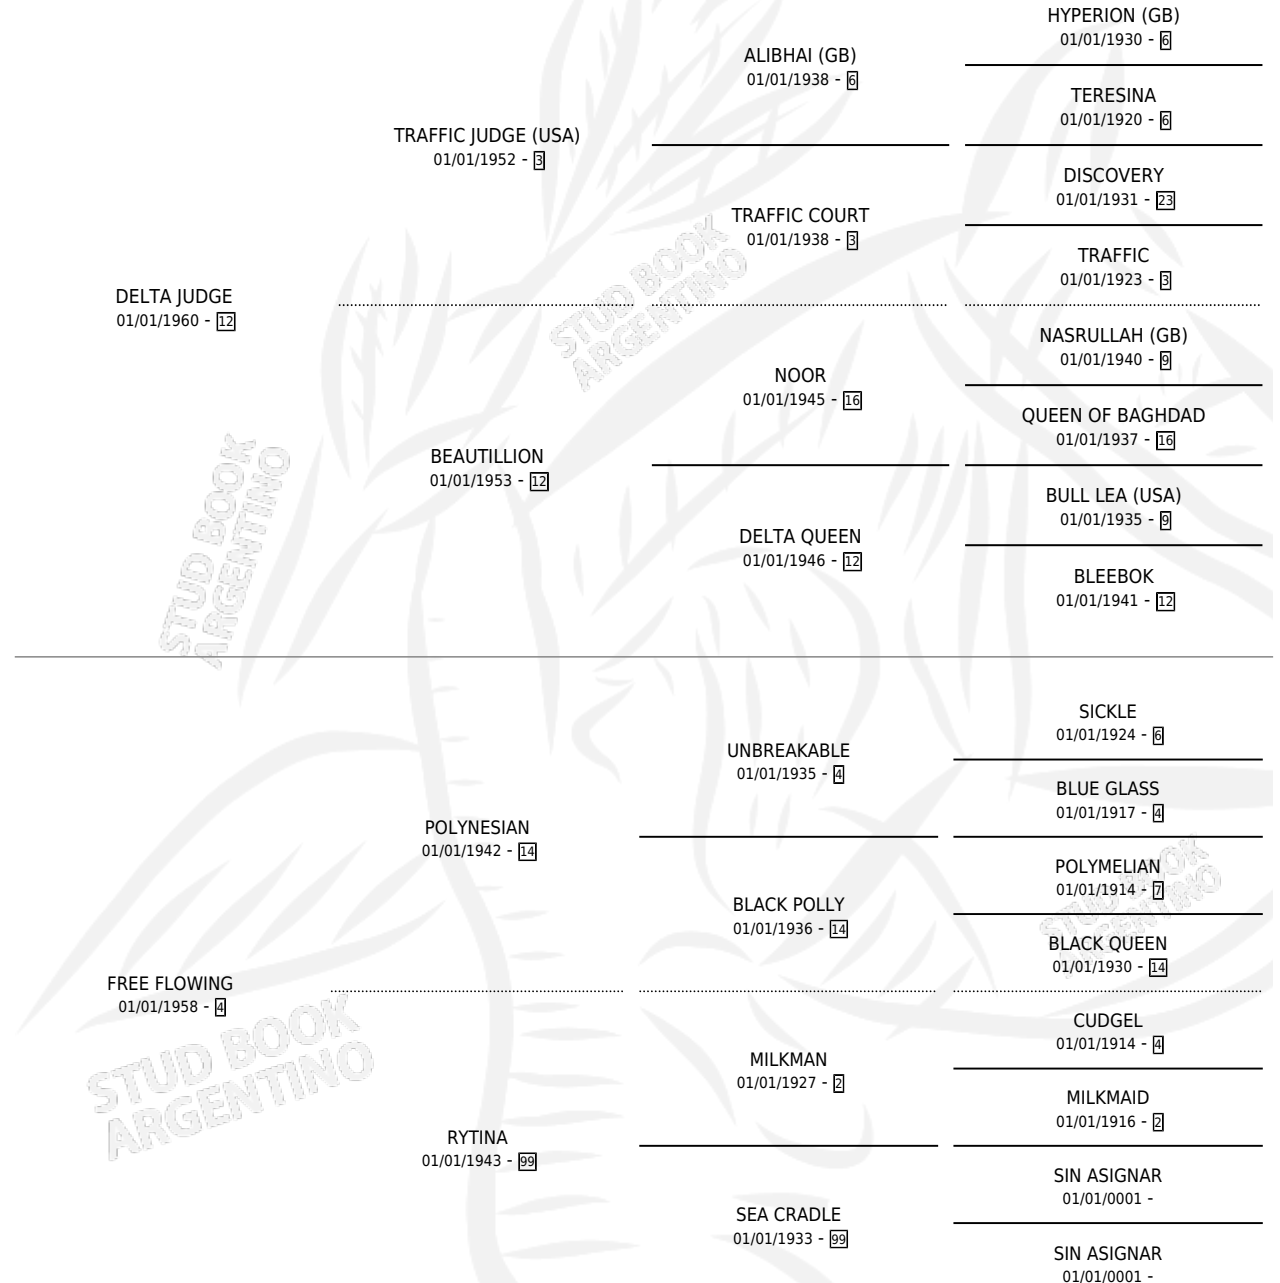 HYPERION (GB)
01/01/1930 - 6
ALIBHAI (GB)
01/01/1938 - 6
TERESINA
01/01/1920 - 6
TRAFFIC JUDGE (USA)
01/01/1952 - 3
DISCOVERY
01/01/1931 - 23
TRAFFIC COURT
01/01/1938 - 3
TRAFFIC
01/01/1923 - 3
DELTA JUDGE
01/01/1960 - 12
STUD BOOK
ARGENTINO
NASRULLAH (GB)
01/01/1940 - 9
NOOR
01/01/1945 - 16
QUEEN OF BAGHDAD
01/01/1937 - 16
BEAUTILLION
01/01/1953 - 12
BULL LEA (USA)
01/01/1935 - 9
DELTA QUEEN
01/01/1946 - 12
BLEEBOK
01/01/1941 - 12
STUD BOOK
ARGENTINO
SICKLE
01/01/1924 - 6
UNBREAKABLE
01/01/1935 - 4
BLUE GLASS
01/01/1917 - 4
POLYNESIAN
01/01/1942 - 14
POLYMELIAN
01/01/1914 - 7
BLACK POLLY
01/01/1936 - 14
STUD BOOK
ARGENTINO
BLACK QUEEN
01/01/1930 - 14
FREE FLOWING
01/01/1958 - 4
CUDGEL
01/01/1914 - 4
MILKMAN
01/01/1927 - 2
MILKMAID
01/01/1916 - 2
STUD BOOK
ARGENTINO
RYTINA
01/01/1943 - 99
SIN ASIGNAR
01/01/0001 -
SEA CRADLE
01/01/1933 - 99
SIN ASIGNAR
01/01/0001 -